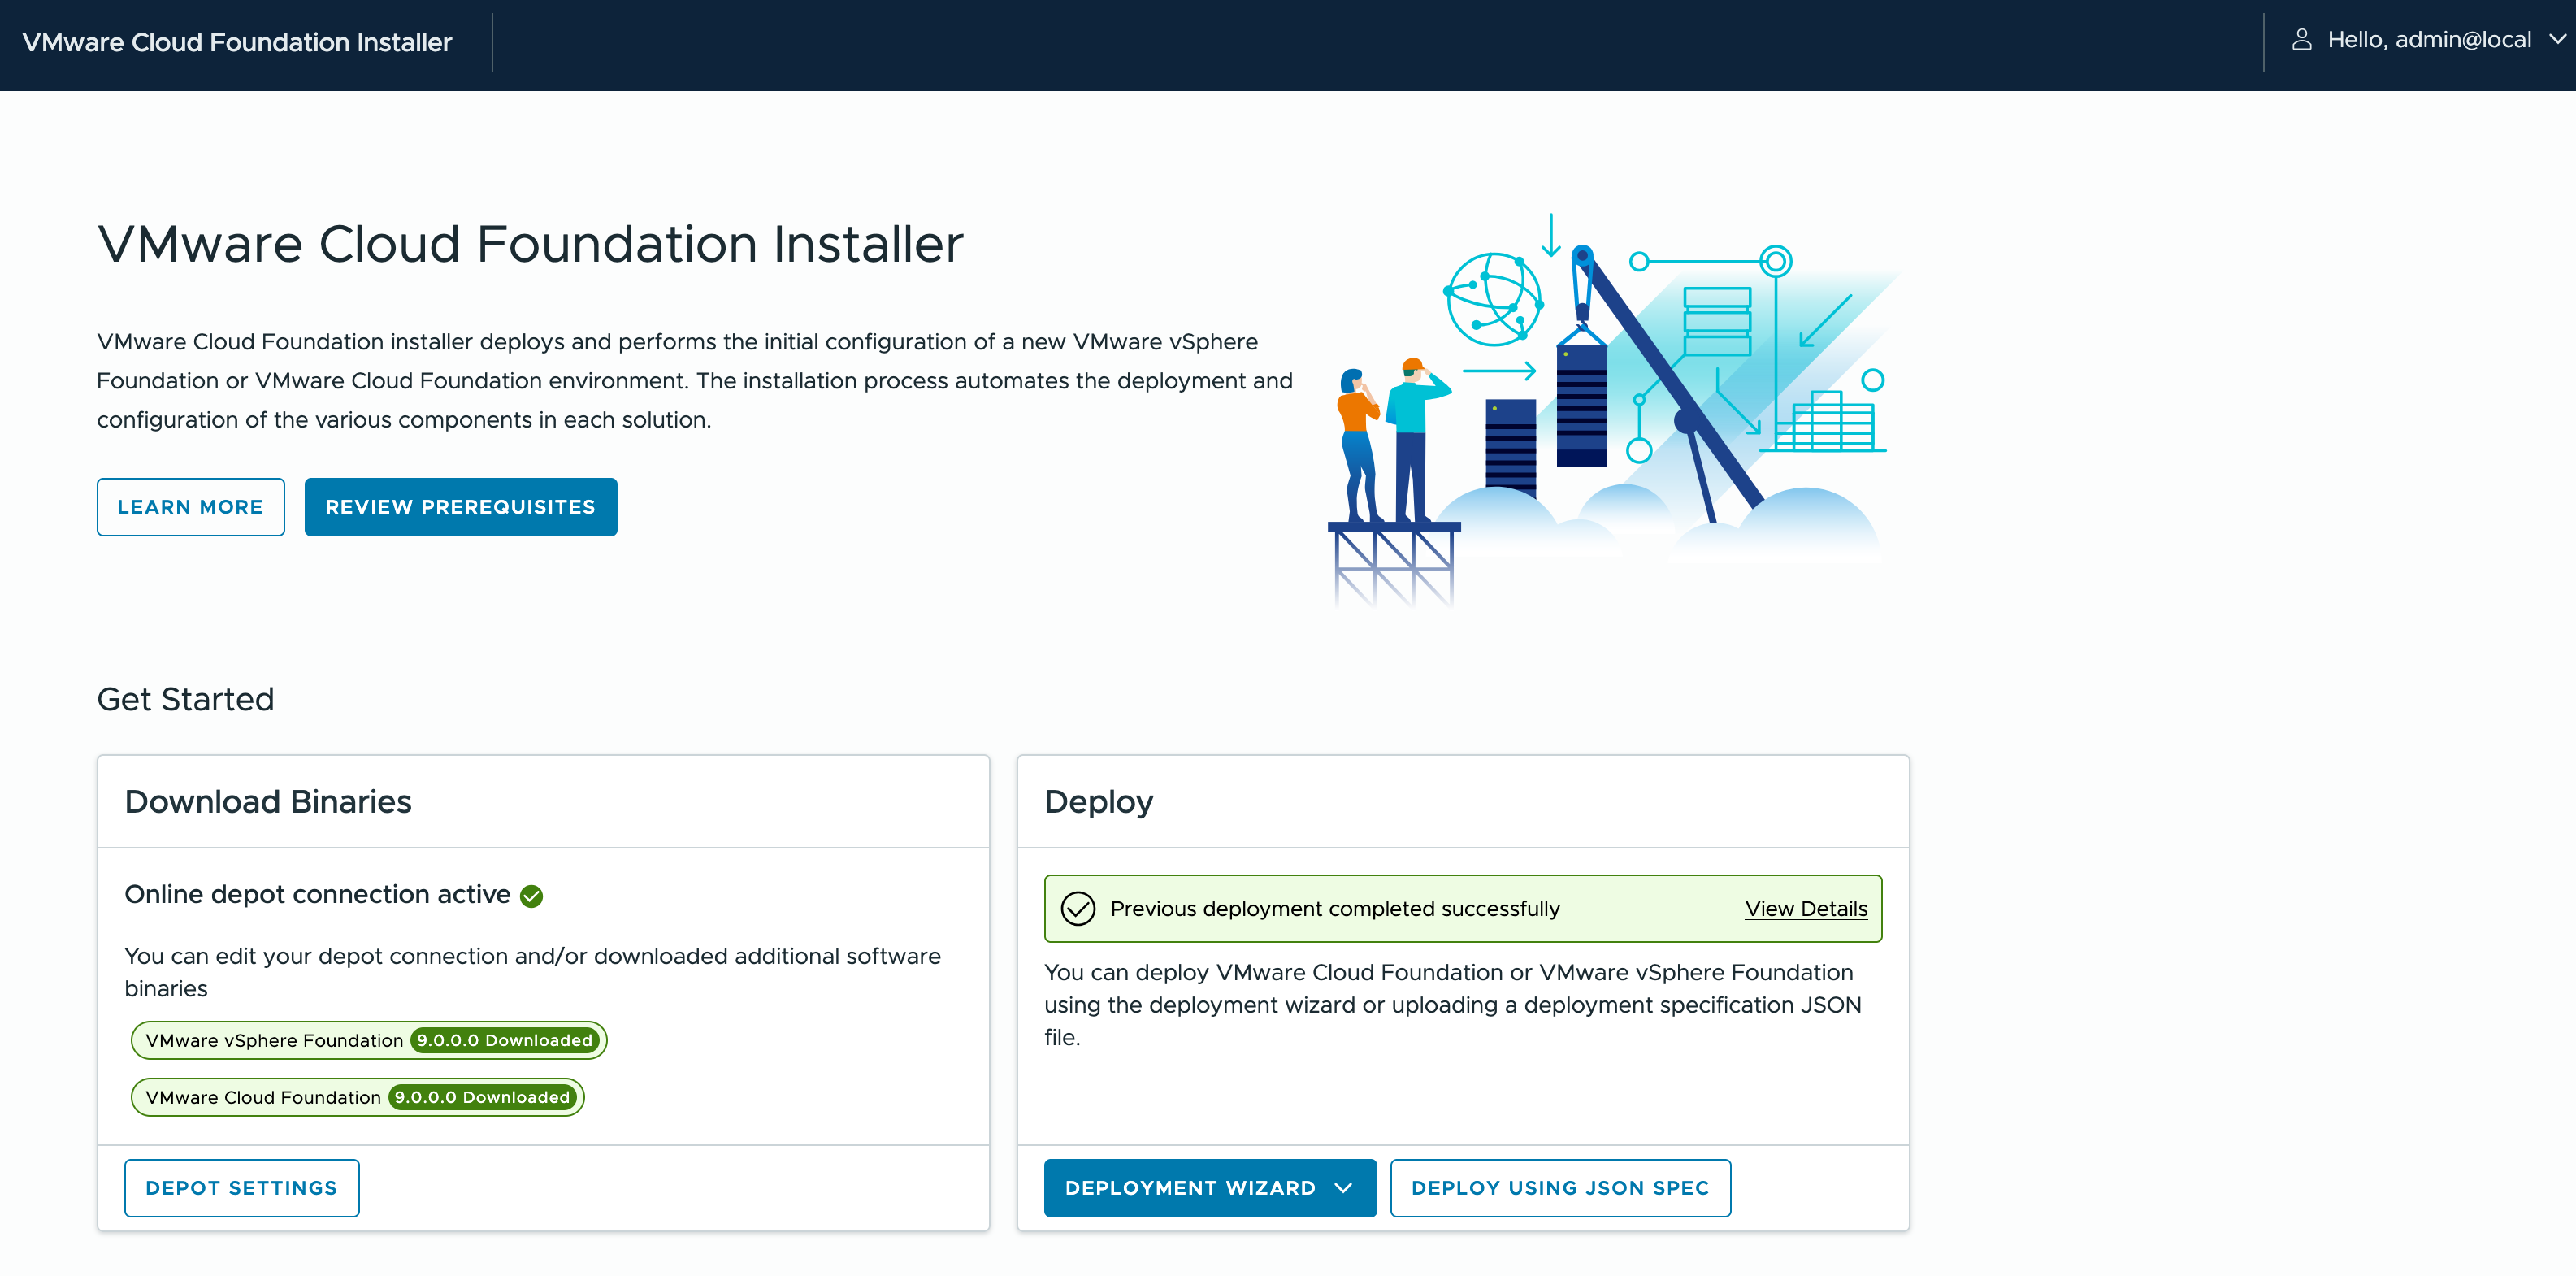 VMware Cloud Foundation Installer
Hello, admin@local
VMware Cloud Foundation Installer
VMware Cloud Foundation installer deploys and performs the initial configuration of a new VMware vSphere
Foundation or VMware Cloud Foundation environment. The installation process automates the deployment and
configuration of the various components in each solution.
LEARN MORE
REVIEW PREREQUISITES
Get Started
Download Binaries
Online depot connection active
You can edit your depot connection and/or downloaded additional software
binaries
VMware vSphere Foundation 9.0.0.0 Downloaded
VMware Cloud Foundation 9.0.0.0 Downloaded
DEPOT SETTINGS
Deploy
Previous deployment completed successfully
View Details
You can deploy VMware Cloud Foundation or VMware vSphere Foundation
using the deployment wizard or uploading a deployment specification JSON
file.
DEPLOYMENT WIZARD
DEPLOY USING JSON SPEC